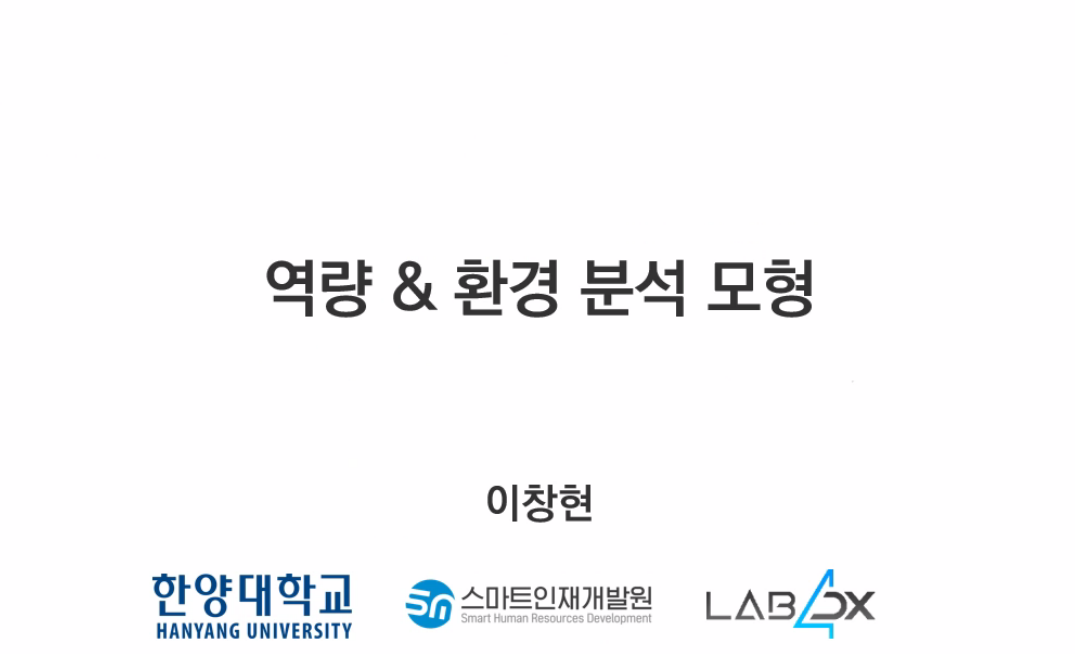 역량 & 환경 분석 모형
이창현
한양대학교
HANYANG UNIVERSITY
스마트인재개발원
Smart Human Resources Development
LAB4DX